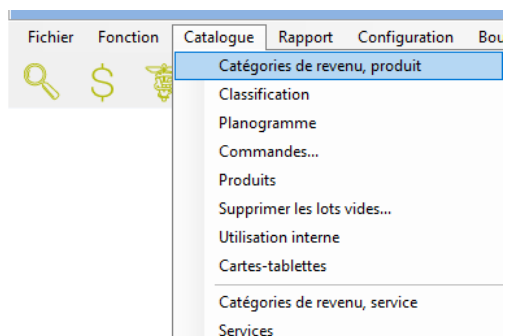 Fichier Fonction Catalogue Rapport Configuration Bou
$
Catégories de revenu, produit
Classification
Planogramme
Commandes...
Produits
Supprimer les lots vides...
Utilisation interne
Cartes-tablettes
Catégories de revenu, service
Services